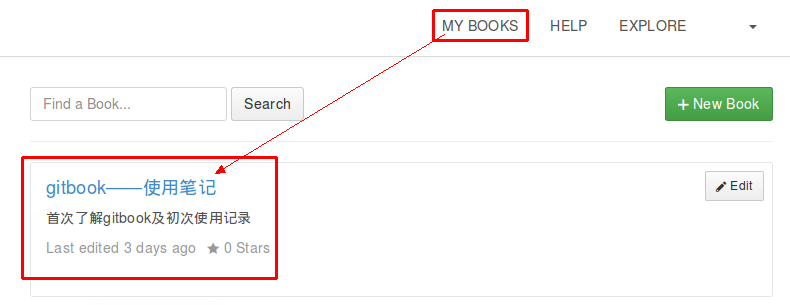 MY BOOKS HELP EXPLORE
Find a Book... Search New Book
gitbook——使用笔记 Edit
首次了解gitbook及初次使用记录
Last edited 3 days ago 0 Stars